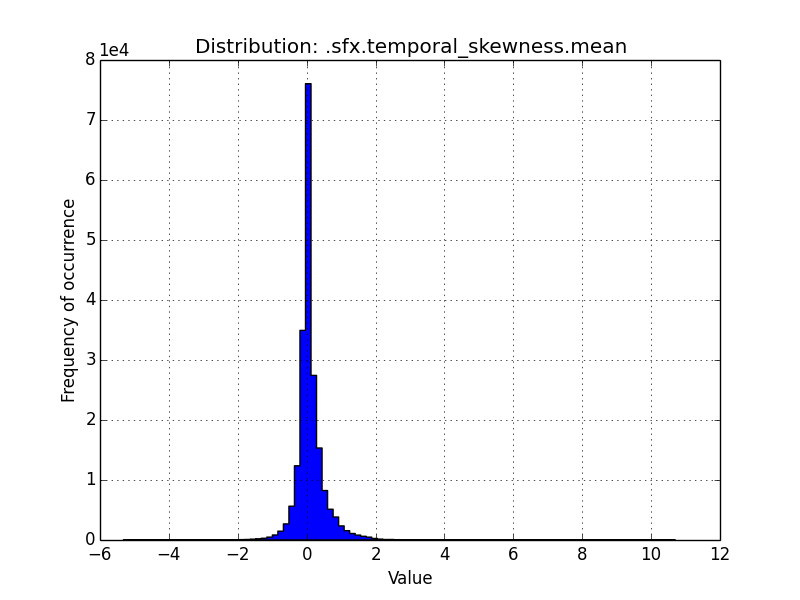 Distribution: .sfx.temporal_skewness.mean
1e4
8
7
6
5
4
3
2
1
0
Frequency of occurrence
−6 −4 −2 0 2 4 6 8 10 12
Value